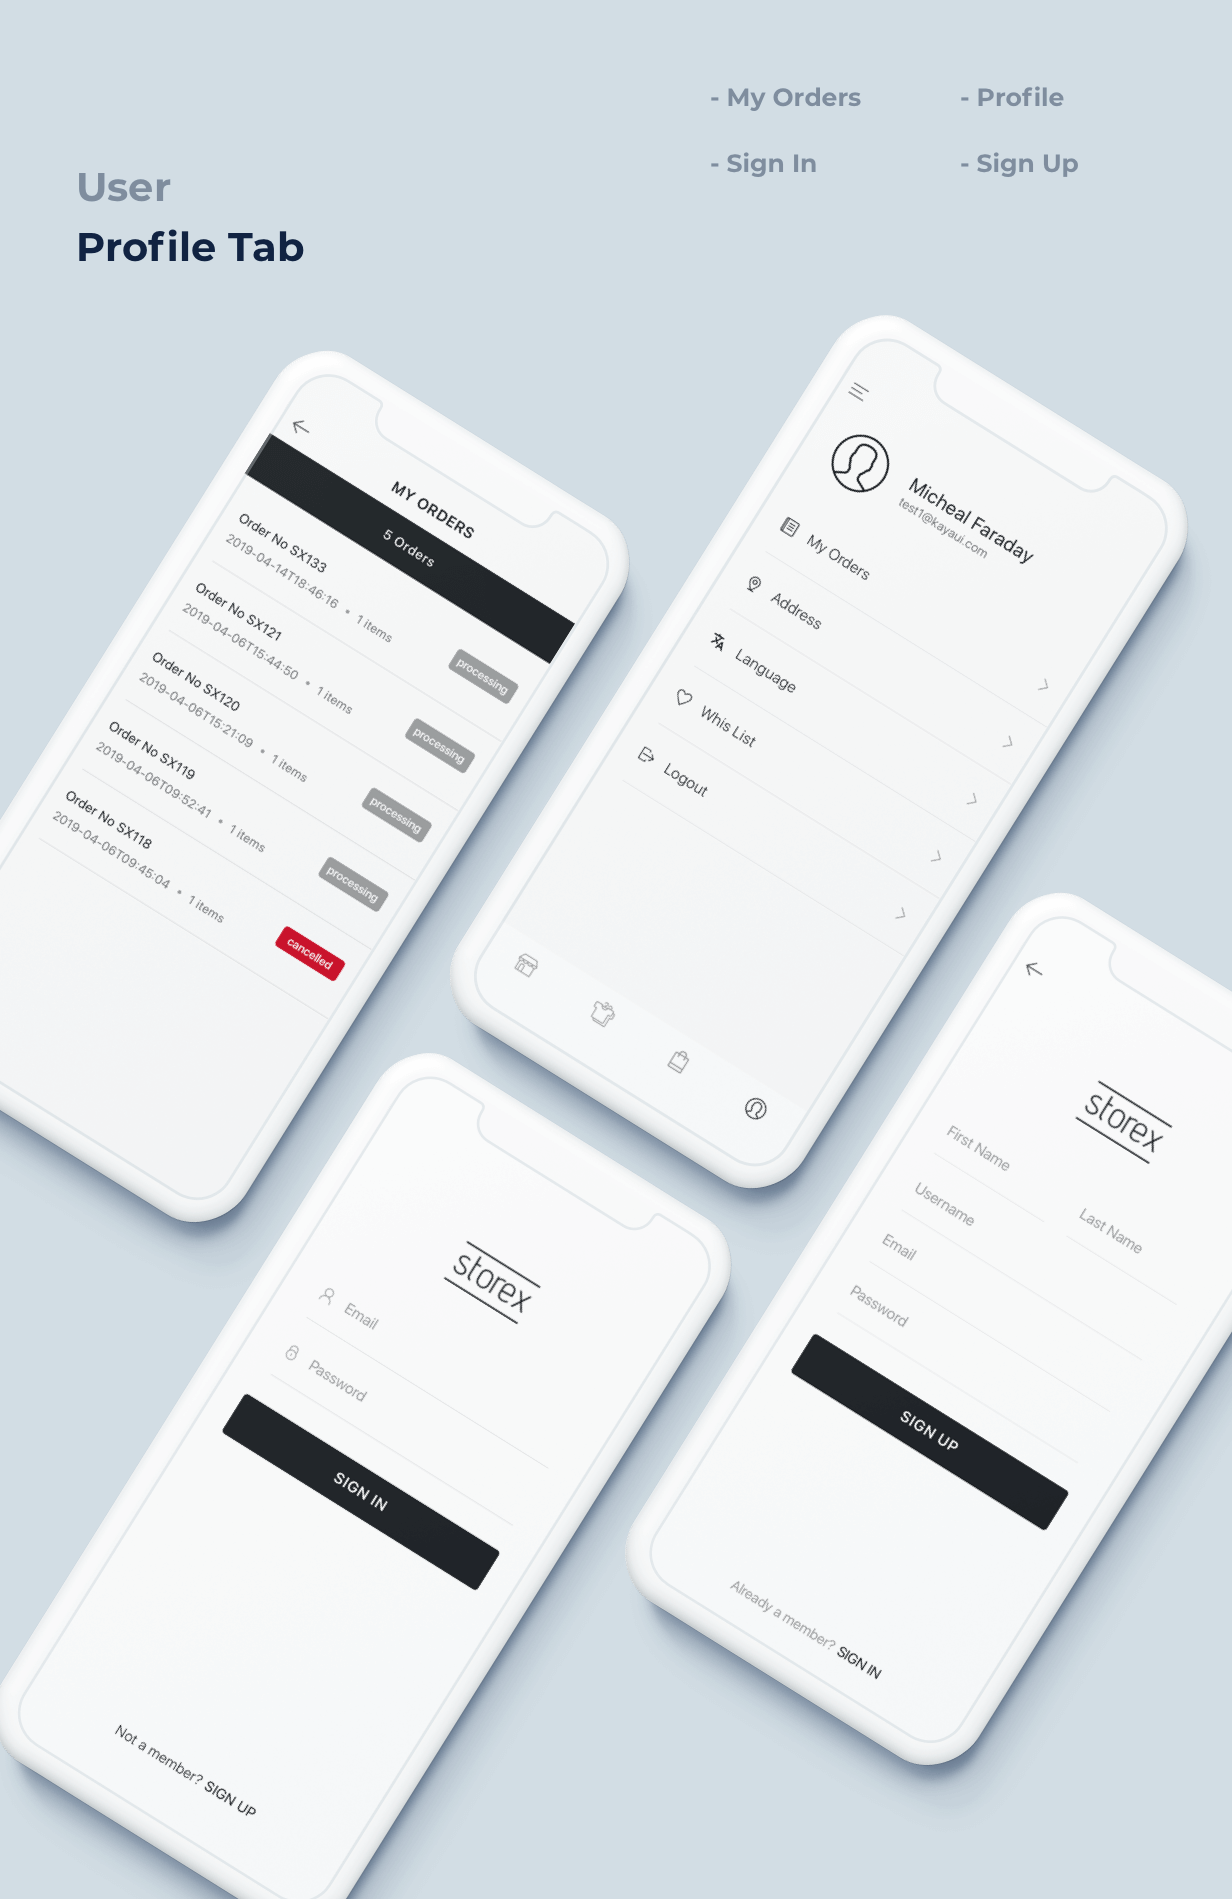 - My Orders
- Profile
- Sign In
- Sign Up
User
Profile Tab
MY ORDERS
5 Orders
Order No SX133
2019-04-14T18:46:16 • 1 items
processing
Order No SX121
2019-04-06T15:44:50 • 1 items
processing
Order No SX120
2019-04-06T15:21:09 • 1 items
processing
Order No SX119
2019-04-06T09:52:41 • 1 items
processing
Order No SX118
2019-04-06T09:45:04 • 1 items
cancelled
Micheal Faraday
test1@kayaui.com
My Orders
Address
Language
Whis List
Logout
storex
Email
Password
SIGN IN
Not a member? SIGN UP
storex
First Name
Last Name
Username
Email
Password
SIGN UP
Already a member? SIGN IN